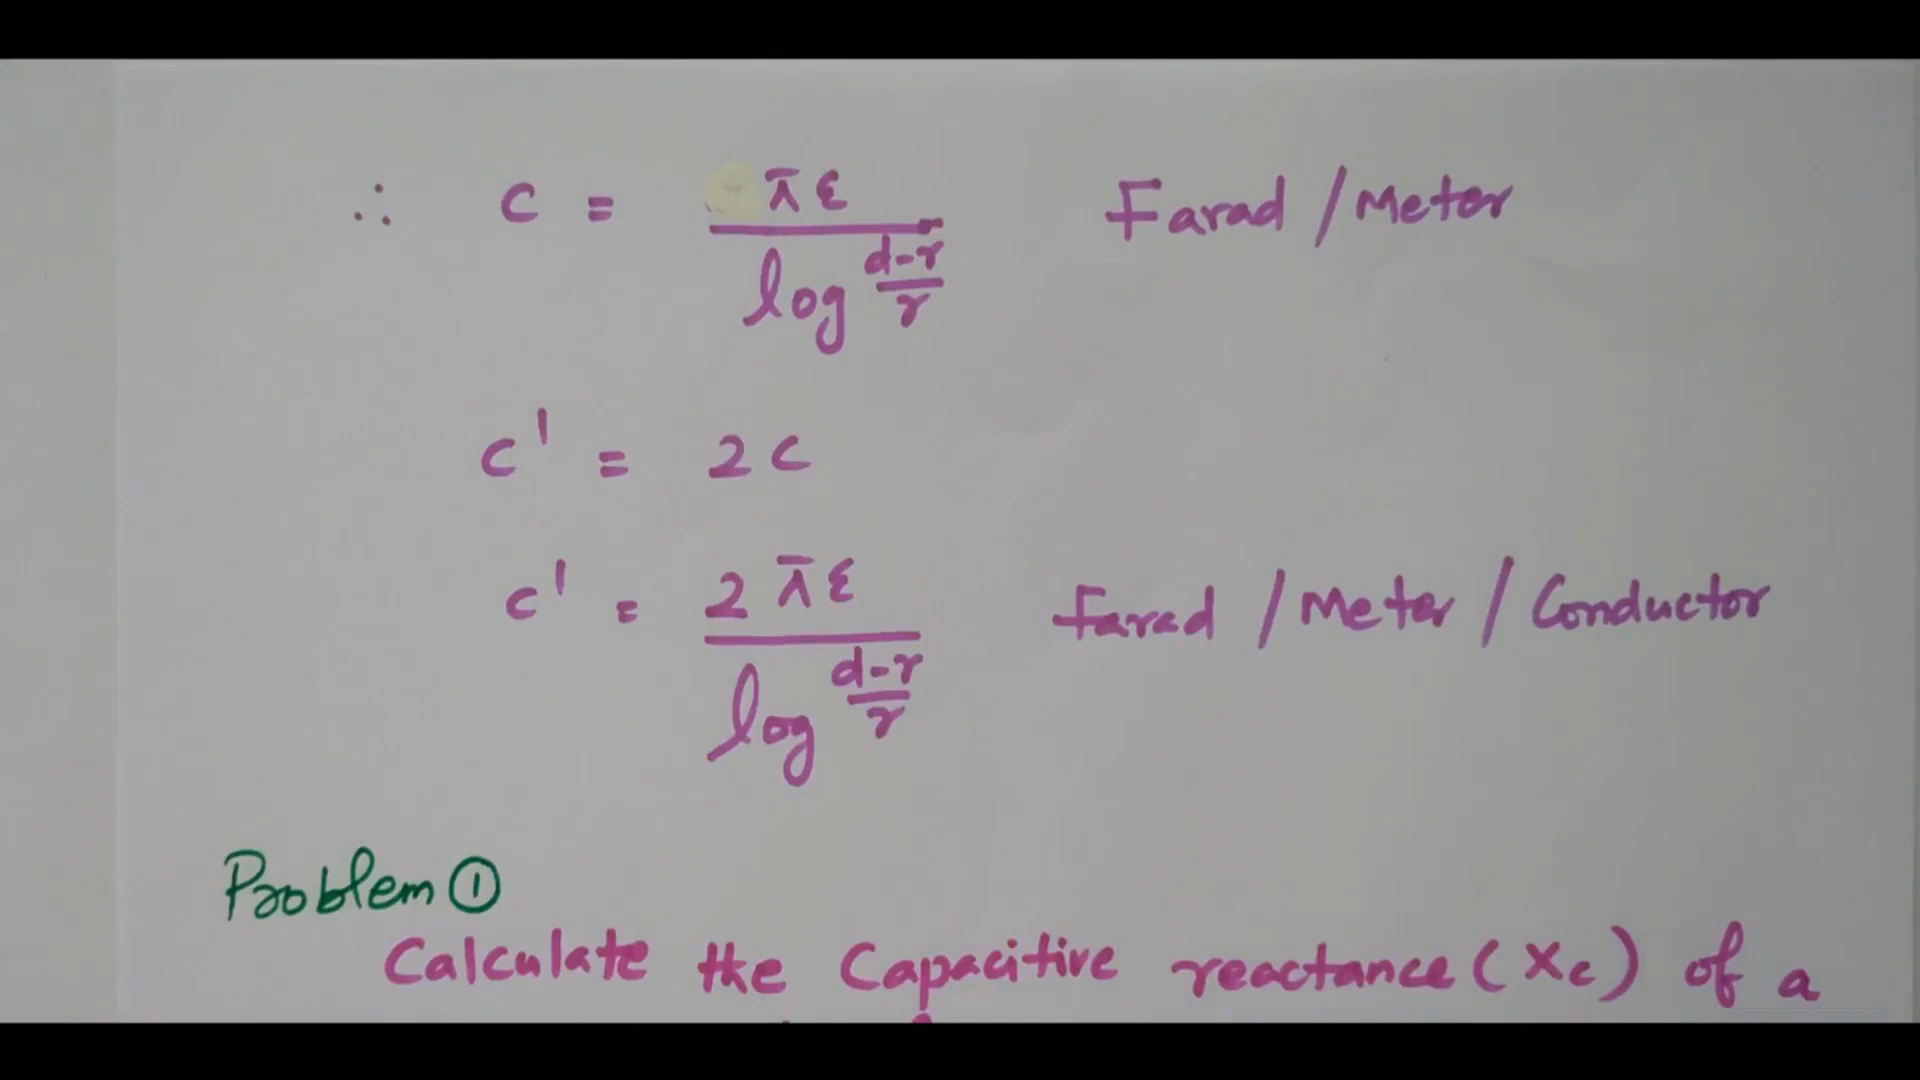 ∴ C = πε / log (d-r)/r Farad / Meter
C' = 2C
C' = 2πε / log (d-r)/r Farad / Meter / Conductor
Problem ①
Calculate the Capacitive reactance (Xc) of a